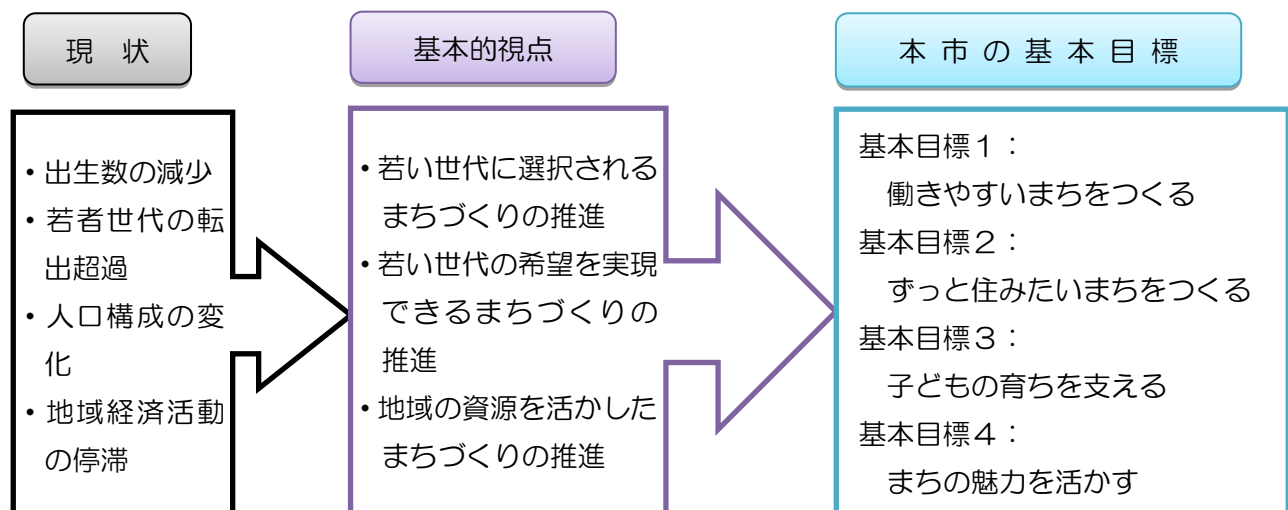 現　状
・出生数の減少
・若者世代の転
出超過
・人口構成の変
化
・地域経済活動
の停滞
基本的視点
・若い世代に選択される
まちづくりの推進
・若い世代の希望を実現
できるまちづくりの
推進
・地域の資源を活かした
まちづくりの推進
本 市 の 基 本 目 標
基本目標１：
働きやすいまちをつくる
基本目標２：
ずっと住みたいまちをつくる
基本目標３：
子どもの育ちを支える
基本目標４：
まちの魅力を活かす